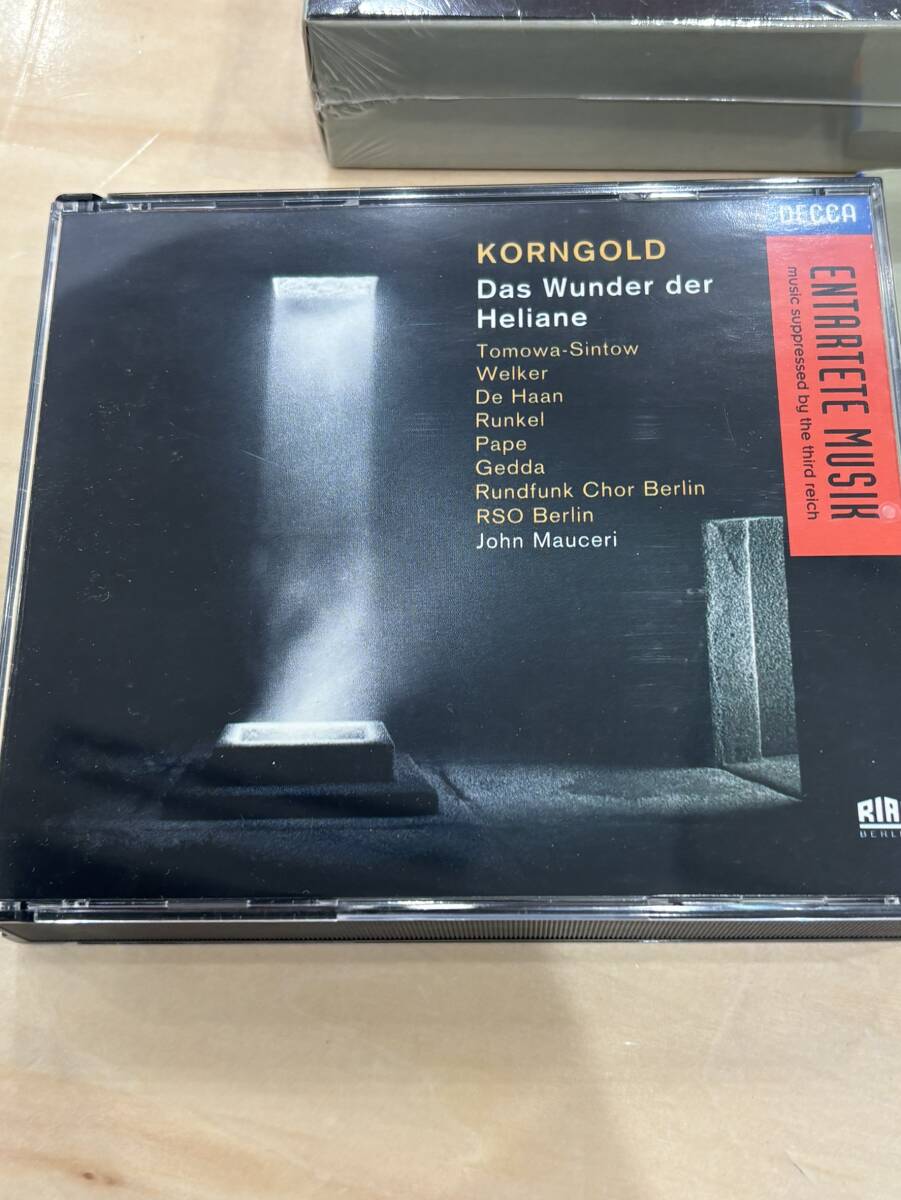 KORNGOLD
Das Wunder der
Heliane
Tomowa-Sintow
Welker
De Haan
Runkel
Pape
Gedda
Rundfunk Chor Berlin
RSO Berlin
John Mauceri
DECCA
ENTARTETE MUSIK
music suppressed by the third reich